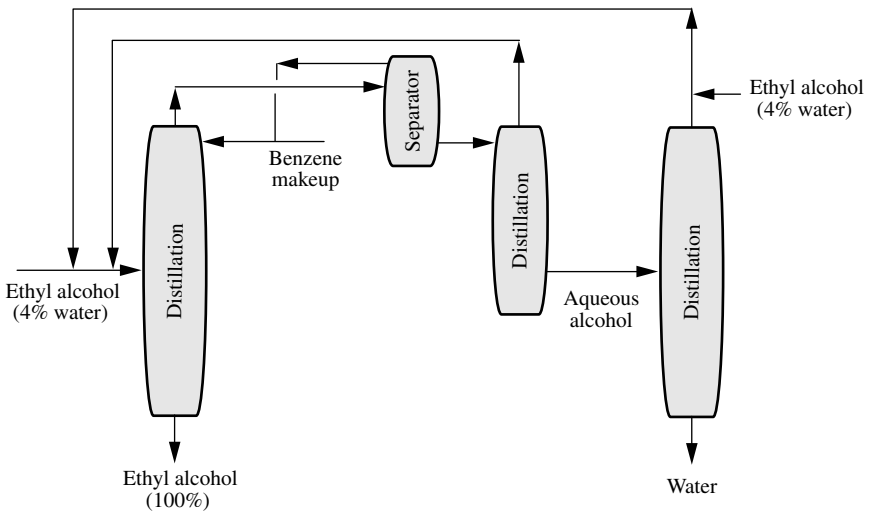 Ethyl alcohol
(4% water)
Separator
Benzene
makeup
Distillation
Distillation
Distillation
Ethyl alcohol
(4% water)
Aqueous
alcohol
Ethyl alcohol
(100%)
Water